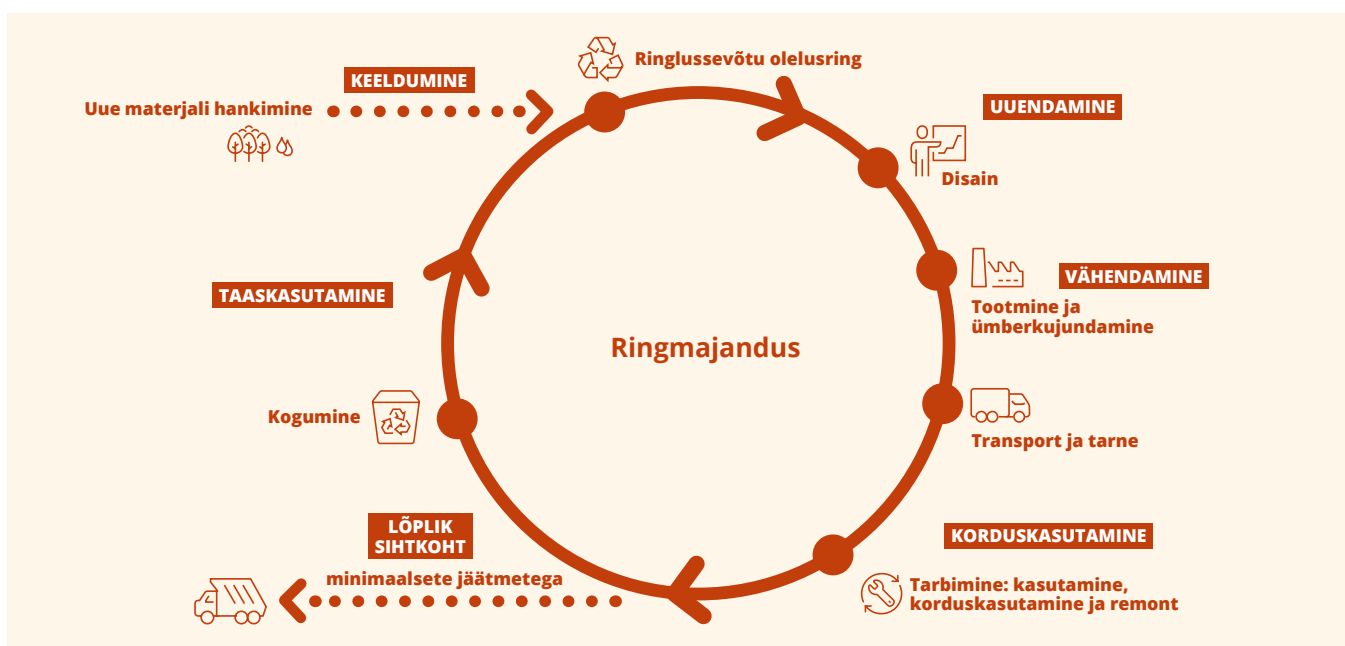 Ringlussevõtu olelusring
KEELDUMINE
Uue materjali hankimine
UUENDAMINE
Disain
VÄHENDAMINE
Tootmine ja
ümberkujundamine
TAASKASUTAMINE
Ringmajandus
Kogumine
Transport ja tarne
LÕPLIK
SIHTKOHT
minimaalsete jäätmetega
KORDUSKASUTAMINE
Tarbimine: kasutamine,
korduskasutamine ja remont